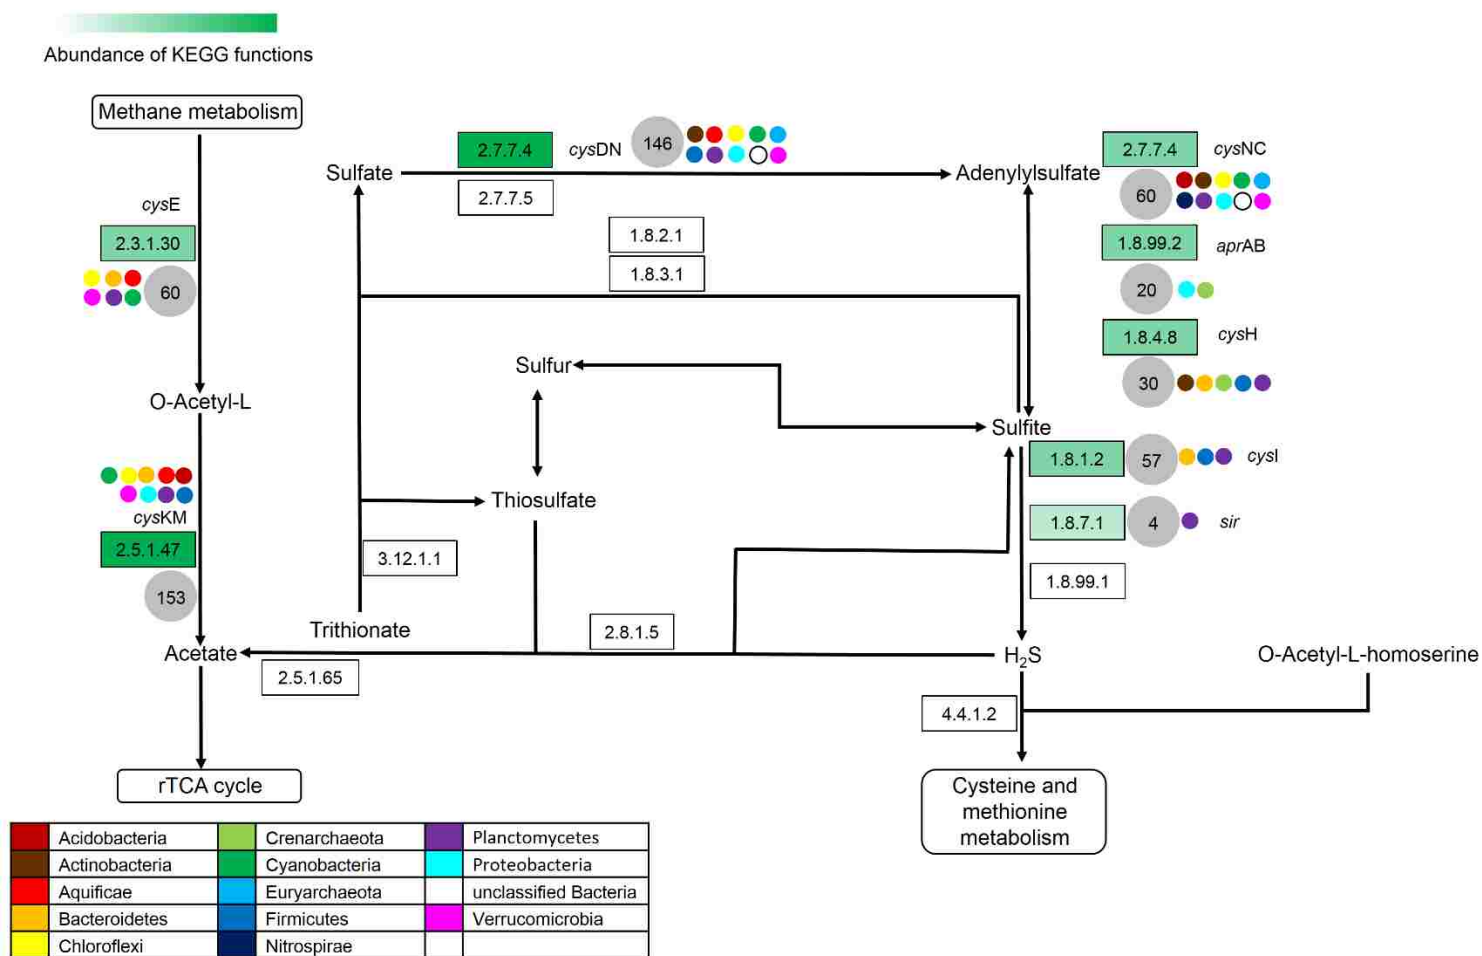 Abundance of KEGG functions
Methane metabolism
cysE
2.3.1.30
60
O-Acetyl-L
cysKM
2.5.1.47
153
Acetate
rTCA cycle
Sulfate
2.7.7.4
cysDN
146
2.7.7.5
Adenylylsulfate
1.8.2.1
1.8.3.1
Sulfur
Thiosulfate
3.12.1.1
Trithionate
2.8.1.5
2.5.1.65
2.7.7.4
cysNC
60
1.8.99.2
aprAB
20
1.8.4.8
cysH
30
Sulfite
1.8.1.2
57
cysI
1.8.7.1
4
sir
1.8.99.1
H₂S
O-Acetyl-L-homoserine
4.4.1.2
Cysteine and
methionine
metabolism
Acidobacteria
Actinobacteria
Aquificae
Bacteroidetes
Chloroflexi
Crenarchaeota
Cyanobacteria
Euryarchaeota
Firmicutes
Nitrospirae
Planctomycetes
Proteobacteria
unclassified Bacteria
Verrucomicrobia